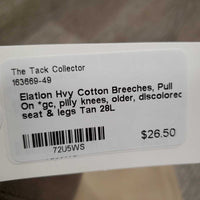 The Tack Collector
163669-49
Elation Hvy Cotton Breeches, Pull
On *gc, pilly knees, older, discolored
seat & legs Tan 28L
72U5WS
$26.50